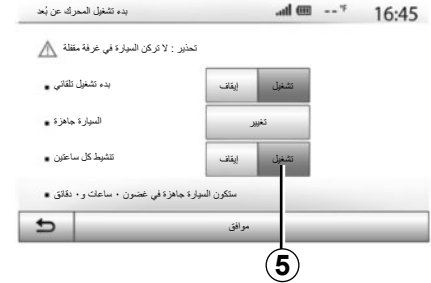 بدء تشغيل المحرك عن بُعد --°F 16:45
تحذير : لا تركن السيارة في غرفة مقفلة
بدء تشغيل تلقائي تشغيل إيقاف
السيارة جاهزة تغيير
تنشيط كل ساعتين تشغيل إيقاف
ستكون السيارة جاهزة في غضون ٠ ساعات و٠ دقائق
موافق
5